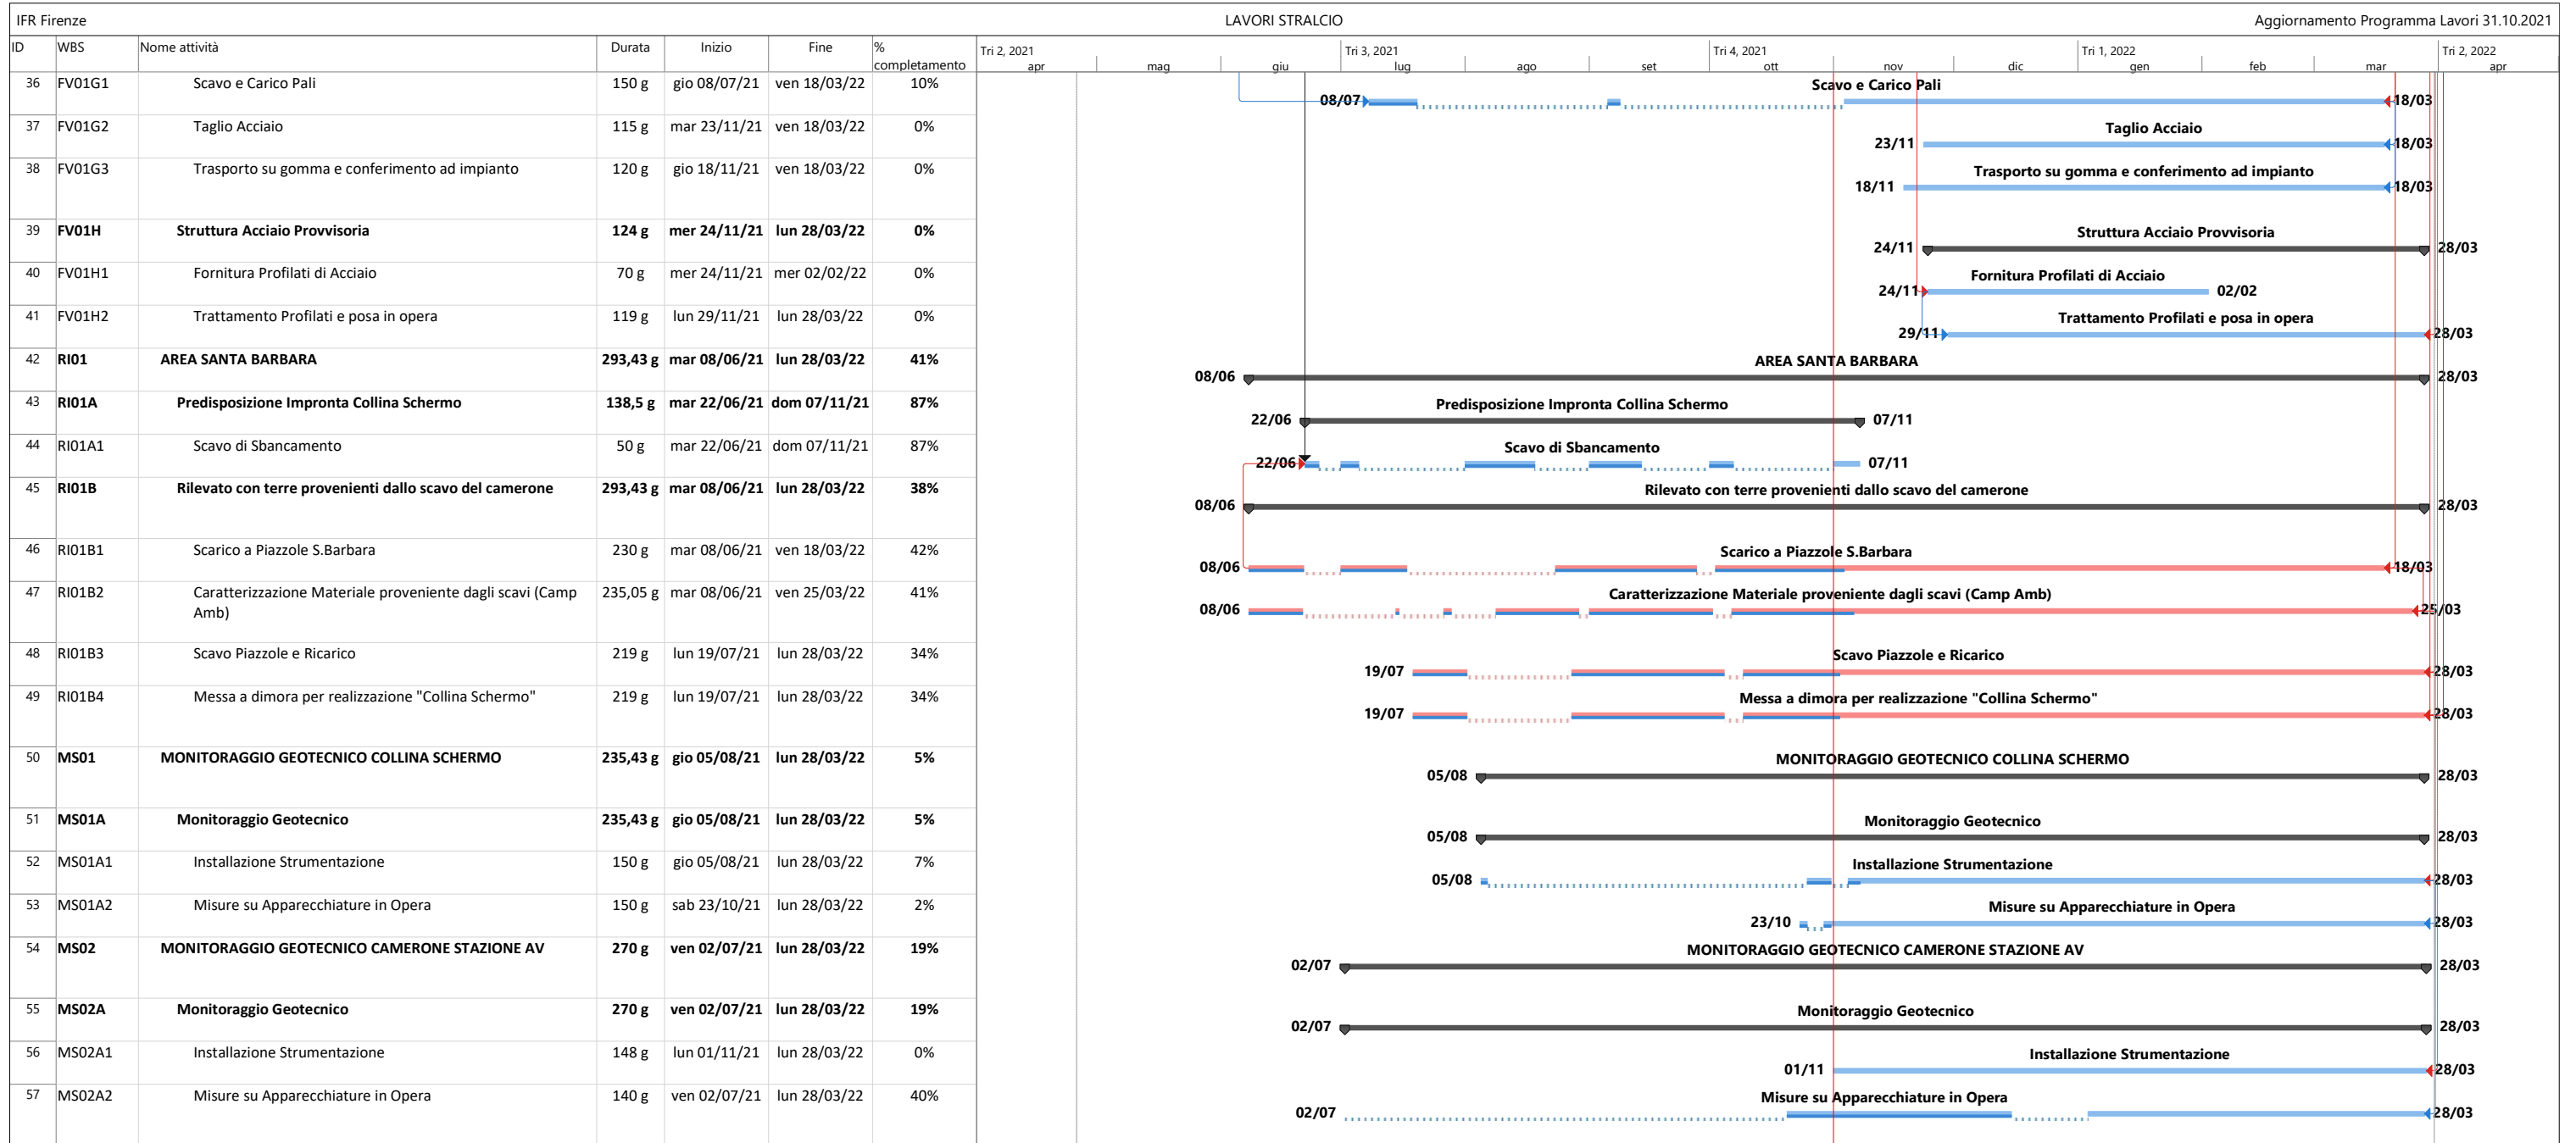 IFR Firenze LAVORI STRALCIO Aggiornamento Programma Lavori 31.10.2021
ID WBS Nome attività Durata Inizio Fine % completamento
Tri 2, 2021 Tri 3, 2021 Tri 4, 2021 Tri 1, 2022 Tri 2, 2022
apr mag giu lug ago set ott nov dic gen feb mar apr
36 FV01G1 Scavo e Carico Pali 150 g gio 08/07/21 ven 18/03/22 10% Scavo e Carico Pali
08/07 18/03
37 FV01G2 Taglio Acciaio 115 g mar 23/11/21 ven 18/03/22 0% Taglio Acciaio
23/11 18/03
38 FV01G3 Trasporto su gomma e conferimento ad impianto 120 g gio 18/11/21 ven 18/03/22 0% Trasporto su gomma e conferimento ad impianto
18/11 18/03
39 FV01H Struttura Acciaio Provvisoria 124 g mer 24/11/21 lun 28/03/22 0% Struttura Acciaio Provvisoria
24/11 28/03
40 FV01H1 Fornitura Profilati di Acciaio 70 g mer 24/11/21 mer 02/02/22 0% Fornitura Profilati di Acciaio
24/11 02/02
41 FV01H2 Trattamento Profilati e posa in opera 119 g lun 29/11/21 lun 28/03/22 0% Trattamento Profilati e posa in opera
29/11 28/03
42 RI01 AREA SANTA BARBARA 293,43 g mar 08/06/21 lun 28/03/22 41% AREA SANTA BARBARA
08/06 28/03
43 RI01A Predisposizione Impronta Collina Schermo 138,5 g mar 22/06/21 dom 07/11/21 87% Predisposizione Impronta Collina Schermo
22/06 07/11
44 RI01A1 Scavo di Sbancamento 50 g mar 22/06/21 dom 07/11/21 87% Scavo di Sbancamento
22/06 07/11
45 RI01B Rilevato con terre provenienti dallo scavo del camerone 293,43 g mar 08/06/21 lun 28/03/22 38% Rilevato con terre provenienti dallo scavo del camerone
08/06 28/03
46 RI01B1 Scarico a Piazzole S.Barbara 230 g mar 08/06/21 ven 18/03/22 42% Scarico a Piazzole S.Barbara
08/06 18/03
47 RI01B2 Caratterizzazione Materiale proveniente dagli scavi (Camp Amb) 235,05 g mar 08/06/21 ven 25/03/22 41% Caratterizzazione Materiale proveniente dagli scavi (Camp Amb)
08/06 25/03
48 RI01B3 Scavo Piazzole e Ricarico 219 g lun 19/07/21 lun 28/03/22 34% Scavo Piazzole e Ricarico
19/07 28/03
49 RI01B4 Messa a dimora per realizzazione "Collina Schermo" 219 g lun 19/07/21 lun 28/03/22 34% Messa a dimora per realizzazione "Collina Schermo"
19/07 28/03
50 MS01 MONITORAGGIO GEOTECNICO COLLINA SCHERMO 235,43 g gio 05/08/21 lun 28/03/22 5% MONITORAGGIO GEOTECNICO COLLINA SCHERMO
05/08 28/03
51 MS01A Monitoraggio Geotecnico 235,43 g gio 05/08/21 lun 28/03/22 5% Monitoraggio Geotecnico
05/08 28/03
52 MS01A1 Installazione Strumentazione 150 g gio 05/08/21 lun 28/03/22 7% Installazione Strumentazione
05/08 28/03
53 MS01A2 Misure su Apparecchiature in Opera 150 g sab 23/10/21 lun 28/03/22 2% Misure su Apparecchiature in Opera
23/10 28/03
54 MS02 MONITORAGGIO GEOTECNICO CAMERONE STAZIONE AV 270 g ven 02/07/21 lun 28/03/22 19% MONITORAGGIO GEOTECNICO CAMERONE STAZIONE AV
02/07 28/03
55 MS02A Monitoraggio Geotecnico 270 g ven 02/07/21 lun 28/03/22 19% Monitoraggio Geotecnico
02/07 28/03
56 MS02A1 Installazione Strumentazione 148 g lun 01/11/21 lun 28/03/22 0% Installazione Strumentazione
01/11 28/03
57 MS02A2 Misure su Apparecchiature in Opera 140 g ven 02/07/21 lun 28/03/22 40% Misure su Apparecchiature in Opera
02/07 28/03